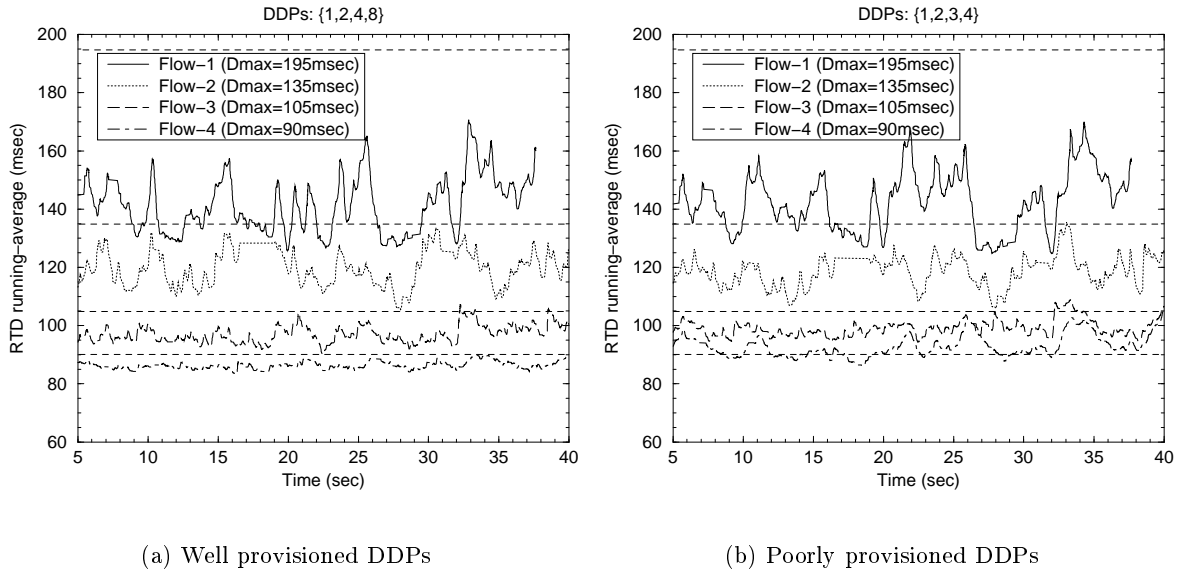 DDPs: {1,2,4,8}
200
180
160
140
120
100
80
60
RTD running−average (msec)
Flow−1 (Dmax=195msec)
Flow−2 (Dmax=135msec)
Flow−3 (Dmax=105msec)
Flow−4 (Dmax=90msec)
5 10 15 20 25 30 35 40
Time (sec)
(a) Well provisioned DDPs
DDPs: {1,2,3,4}
200
180
160
140
120
100
80
60
RTD running−average (msec)
Flow−1 (Dmax=195msec)
Flow−2 (Dmax=135msec)
Flow−3 (Dmax=105msec)
Flow−4 (Dmax=90msec)
5 10 15 20 25 30 35 40
Time (sec)
(b) Poorly provisioned DDPs